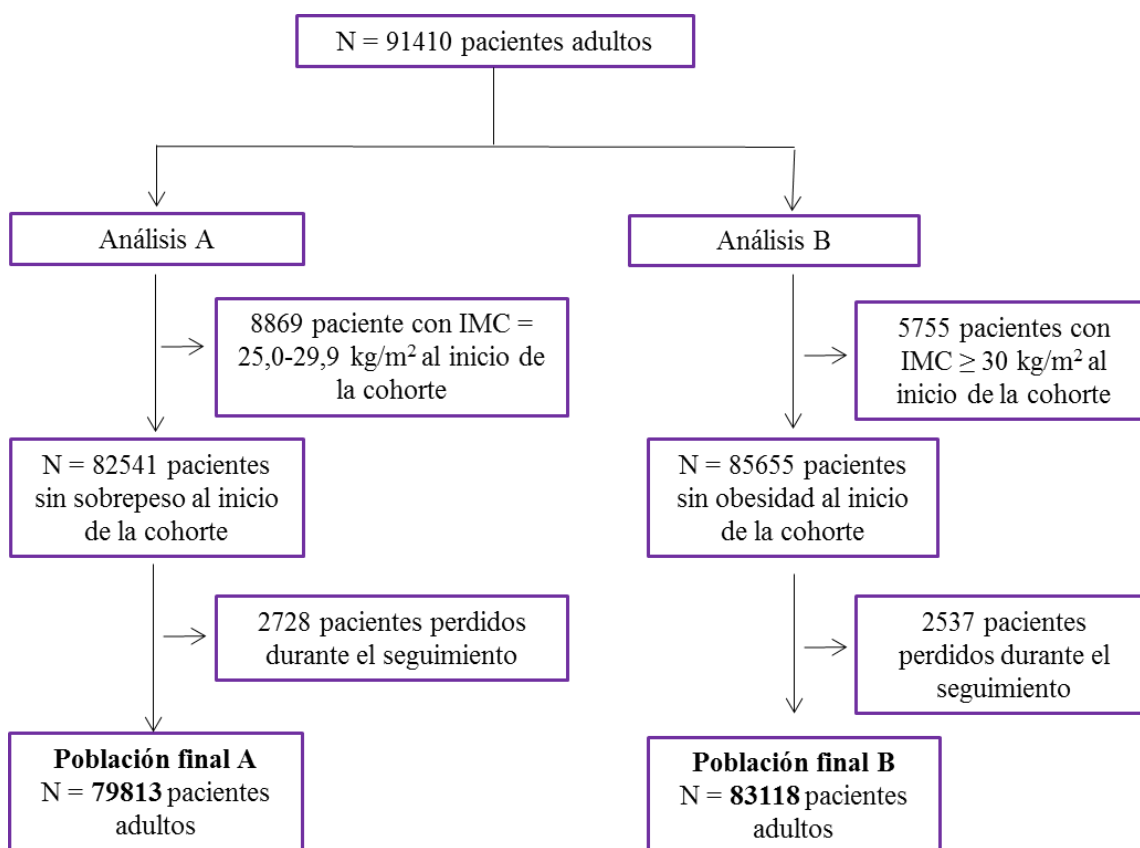 N = 91410 pacientes adultos
Análisis A
Análisis B
8869 paciente con IMC =
25,0-29,9 kg/m² al inicio de
la cohorte
5755 pacientes con
IMC ≥ 30 kg/m² al
inicio de la cohorte
N = 82541 pacientes
sin sobrepeso al inicio
de la cohorte
N = 85655 pacientes
sin obesidad al inicio
de la cohorte
2728 pacientes perdidos
durante el seguimiento
2537 pacientes
perdidos durante el
seguimiento
Población final A
N = 79813 pacientes
adultos
Población final B
N = 83118 pacientes
adultos